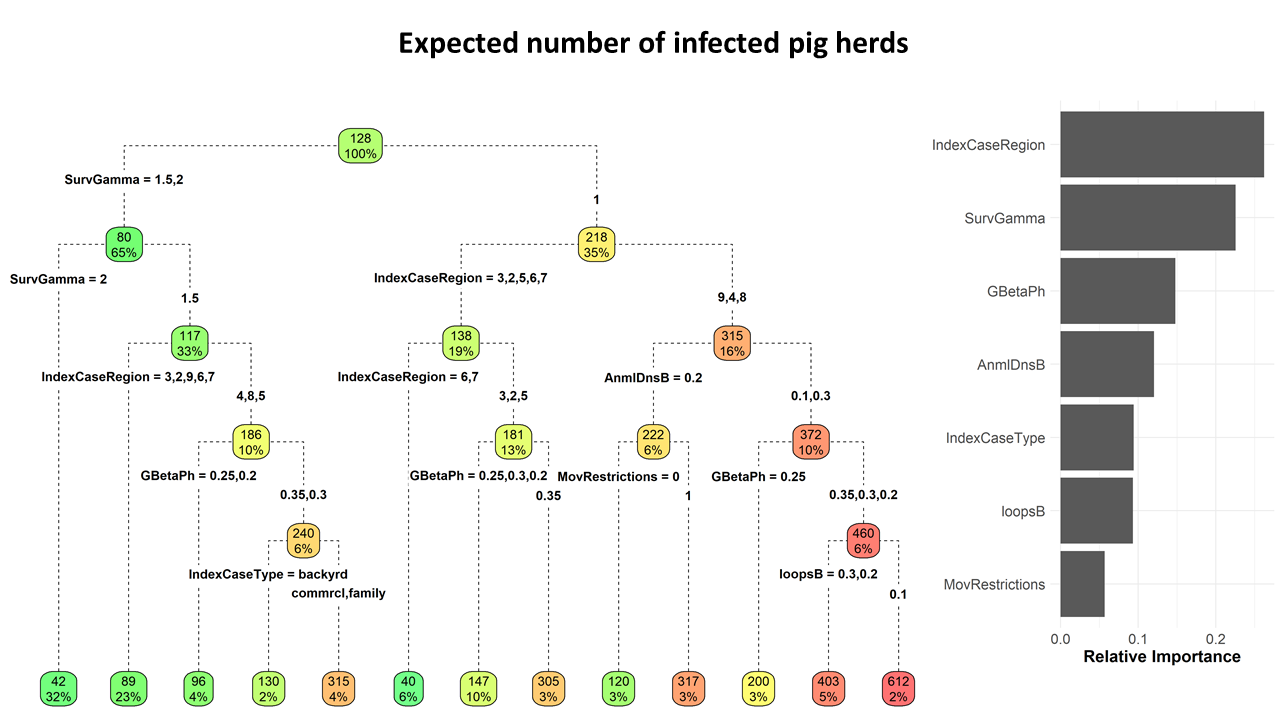 Expected number of infected pig herds
128
100%
SurvGamma = 1.5,2
1
80
65%
218
35%
SurvGamma = 2
1.5
IndexCaseRegion = 3,2,5,6,7
9,4,8
117
33%
138
19%
315
16%
IndexCaseRegion = 3,2,9,6,7
4,8,5
IndexCaseRegion = 6,7
3,2,5
AnmlDnsB = 0.2
0.1,0.3
186
10%
181
13%
222
6%
372
10%
GBetaPh = 0.25,0.2
0.35,0.3
GBetaPh = 0.25,0.3,0.2
0.35
MovRestrictions = 0
1
GBetaPh = 0.25
0.35,0.3,0.2
240
6%
460
6%
IndexCaseType = backyrd
commrcl,family
loopsB = 0.3,0.2
0.1
42
32%
89
23%
96
4%
130
2%
315
4%
40
6%
147
10%
305
3%
120
3%
317
3%
200
3%
403
5%
612
2%
IndexCaseRegion
SurvGamma
GBetaPh
AnmlDnsB
IndexCaseType
loopsB
MovRestrictions
0.0 0.1 0.2
Relative Importance